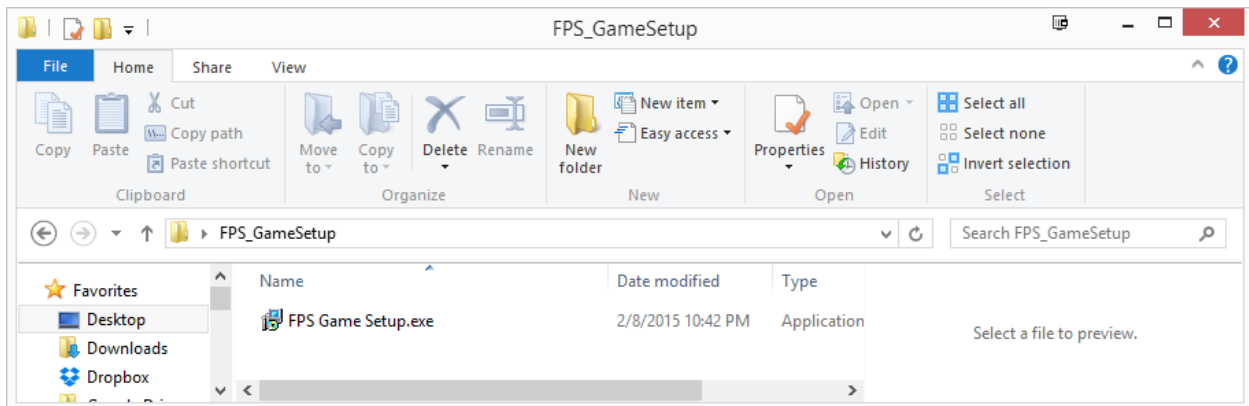 FPS_GameSetup
File Home Share View
Copy
Paste
Cut
Copy path
Paste shortcut
Clipboard
Move to
Copy to
Delete
Rename
Organize
New folder
New item
Easy access
New
Properties
Open
Edit
History
Open
Select all
Select none
Invert selection
Select
FPS_GameSetup
Search FPS_GameSetup
Favorites
Desktop
Downloads
Dropbox
Name Date modified Type
FPS Game Setup.exe 2/8/2015 10:42 PM Application
Select a file to preview.